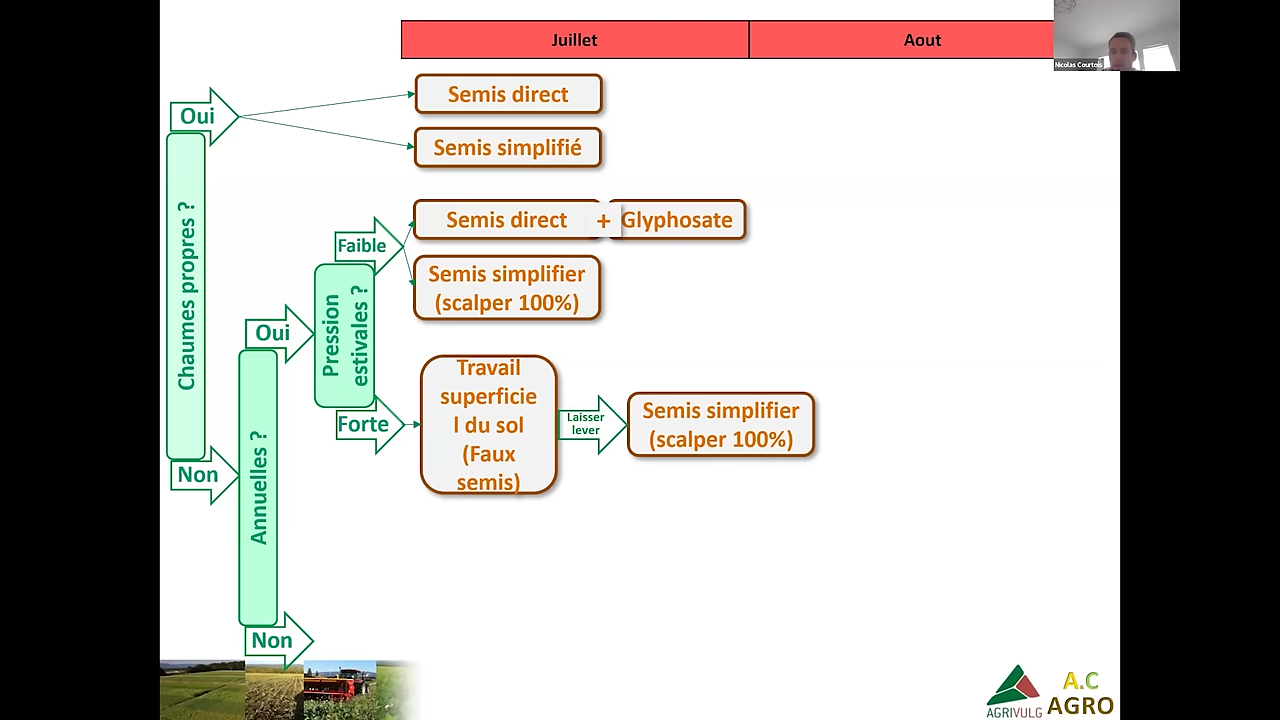 Juillet
Aout
Nicolas Courtois
Oui
Semis direct
Semis simplifié
Chaumes propres ?
Faible
Semis direct
+
Glyphosate
Semis simplifier
(scalper 100%)
Pression
estivales ?
Oui
Forte
Travail
superficie
l du sol
(Faux
semis)
Laisser
lever
Semis simplifier
(scalper 100%)
Non
Annuelles ?
Non
AGRIVULG
A.C
AGRO